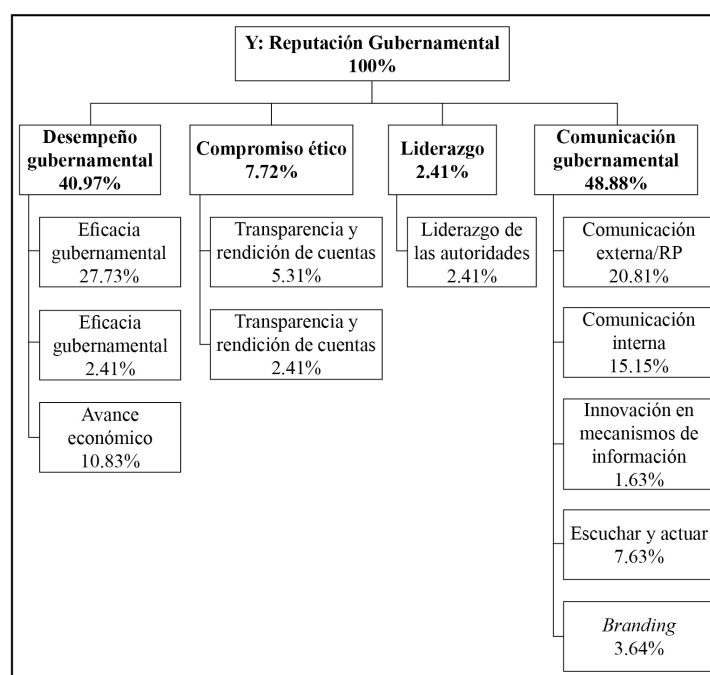 Y: Reputación Gubernamental
100%
Desempeño
gubernamental
40.97%
Eficacia
gubernamental
27.73%
Eficacia
gubernamental
2.41%
Avance
económico
10.83%
Compromiso ético
7.72%
Transparencia y
rendición de cuentas
5.31%
Transparencia y
rendición de cuentas
2.41%
Liderazgo
2.41%
Liderazgo de
las autoridades
2.41%
Comunicación
gubernamental
48.88%
Comunicación
externa/RP
20.81%
Comunicación
interna
15.15%
Innovación en
mecanismos de
información
1.63%
Escuchar y actuar
7.63%
Branding
3.64%